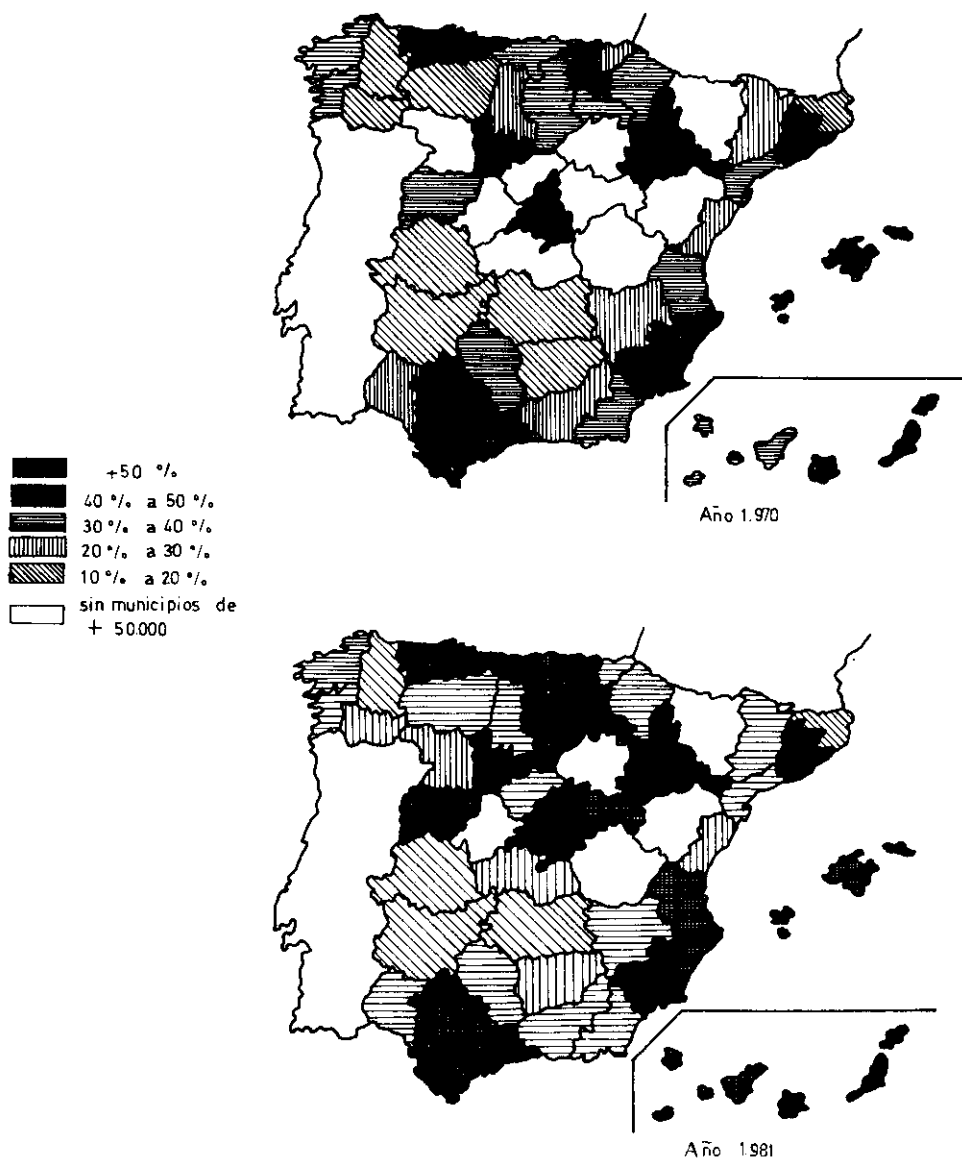 Año 1.970
+50 %
40 % a 50 %
30 % a 40 %
20 % a 30 %
10 % a 20 %
sin municipios de
+ 50.000
Año 1.981